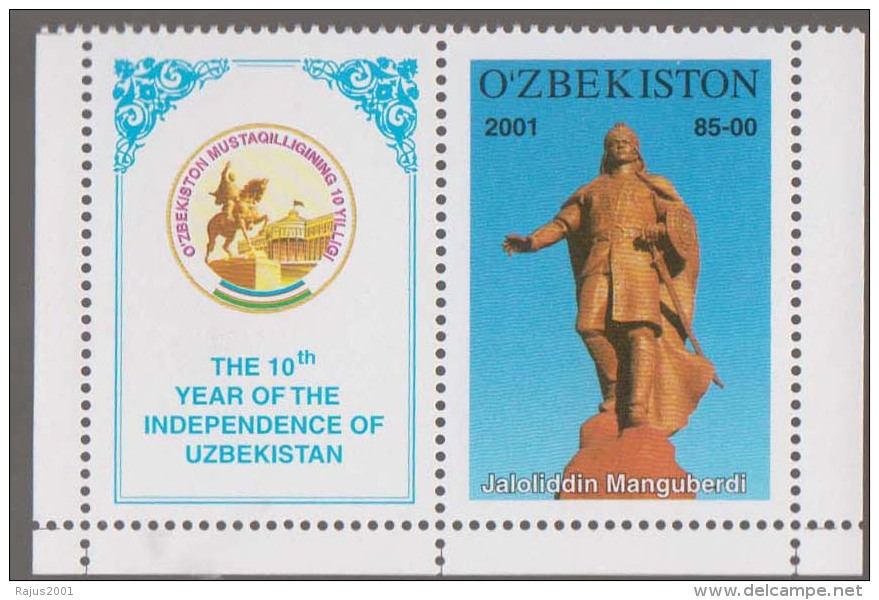 O'ZBEKISTON MUSTAQILLIGINING 10 YILLIGI
THE 10th
YEAR OF THE
INDEPENDENCE OF
UZBEKISTAN
O'ZBEKISTON
2001 85-00
Jaloliddin Manguberdi
Rajus2001
delcampe.net